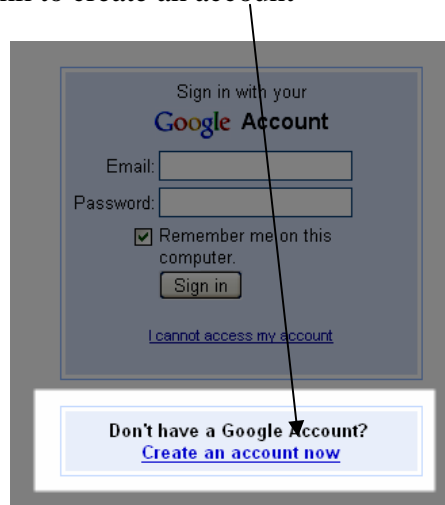 to create an account
Sign in with your
Google Account
Email:
Password:
Remember me on this
computer.
Sign in
I cannot access my account
Don't have a Google Account?
Create an account now